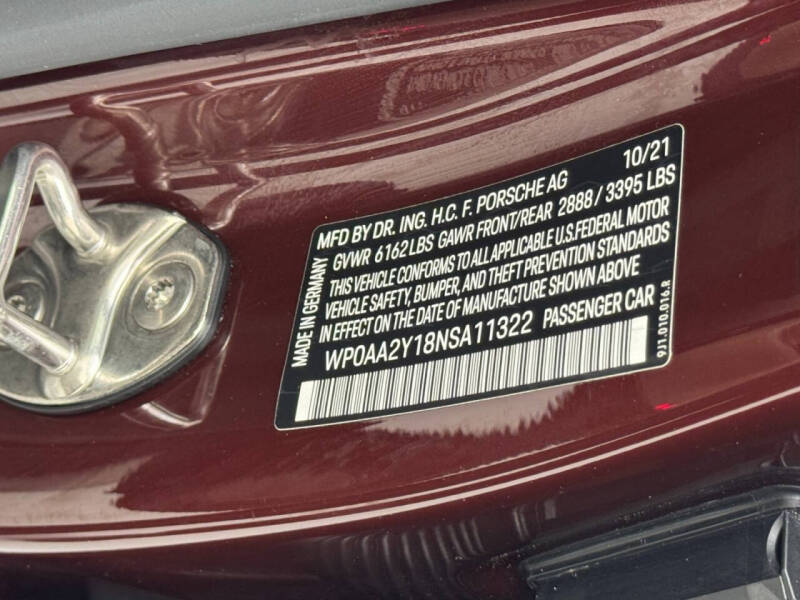 10/21
MFD BY DR. ING. H.C. F. PORSCHE AG
GVWR 6162 LBS GAWR FRONT/REAR 2888 / 3395 LBS
THIS VEHICLE CONFORMS TO ALL APPLICABLE U.S.FEDERAL MOTOR
VEHICLE SAFETY, BUMPER, AND THEFT PREVENTION STANDARDS
IN EFFECT ON THE DATE OF MANUFACTURE SHOWN ABOVE
WP0AA2Y18NSA11322 PASSENGER CAR
MADE IN GERMANY
9J1.010.016.R